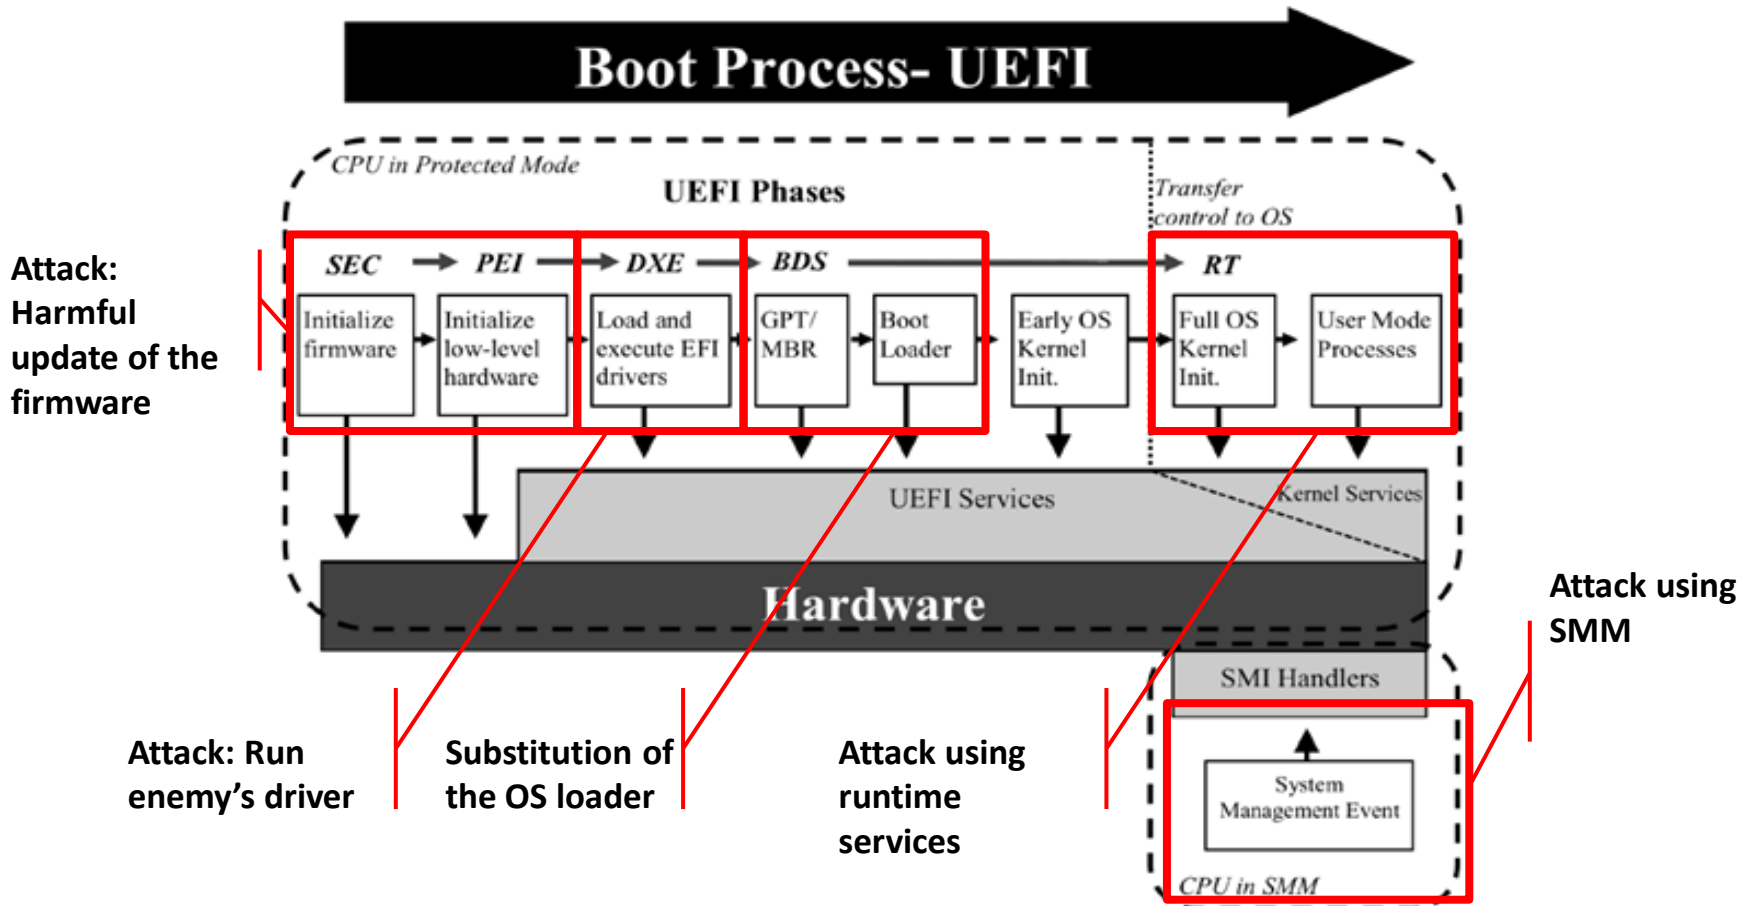 Boot Process- UEFI
CPU in Protected Mode
UEFI Phases
Transfer
control to OS
SEC
PEI
DXE
BDS
RT
Attack:
Harmful
update of the
firmware
Initialize
firmware
Initialize
low-level
hardware
Load and
execute EFI
drivers
GPT/
MBR
Boot
Loader
Early OS
Kernel
Init.
Full OS
Kernel
Init.
User Mode
Processes
UEFI Services
Kernel Services
Hardware
Attack using
SMM
SMI Handlers
Attack: Run
enemy's driver
Substitution of
the OS loader
Attack using
runtime
services
System
Management Event
CPU in SMM